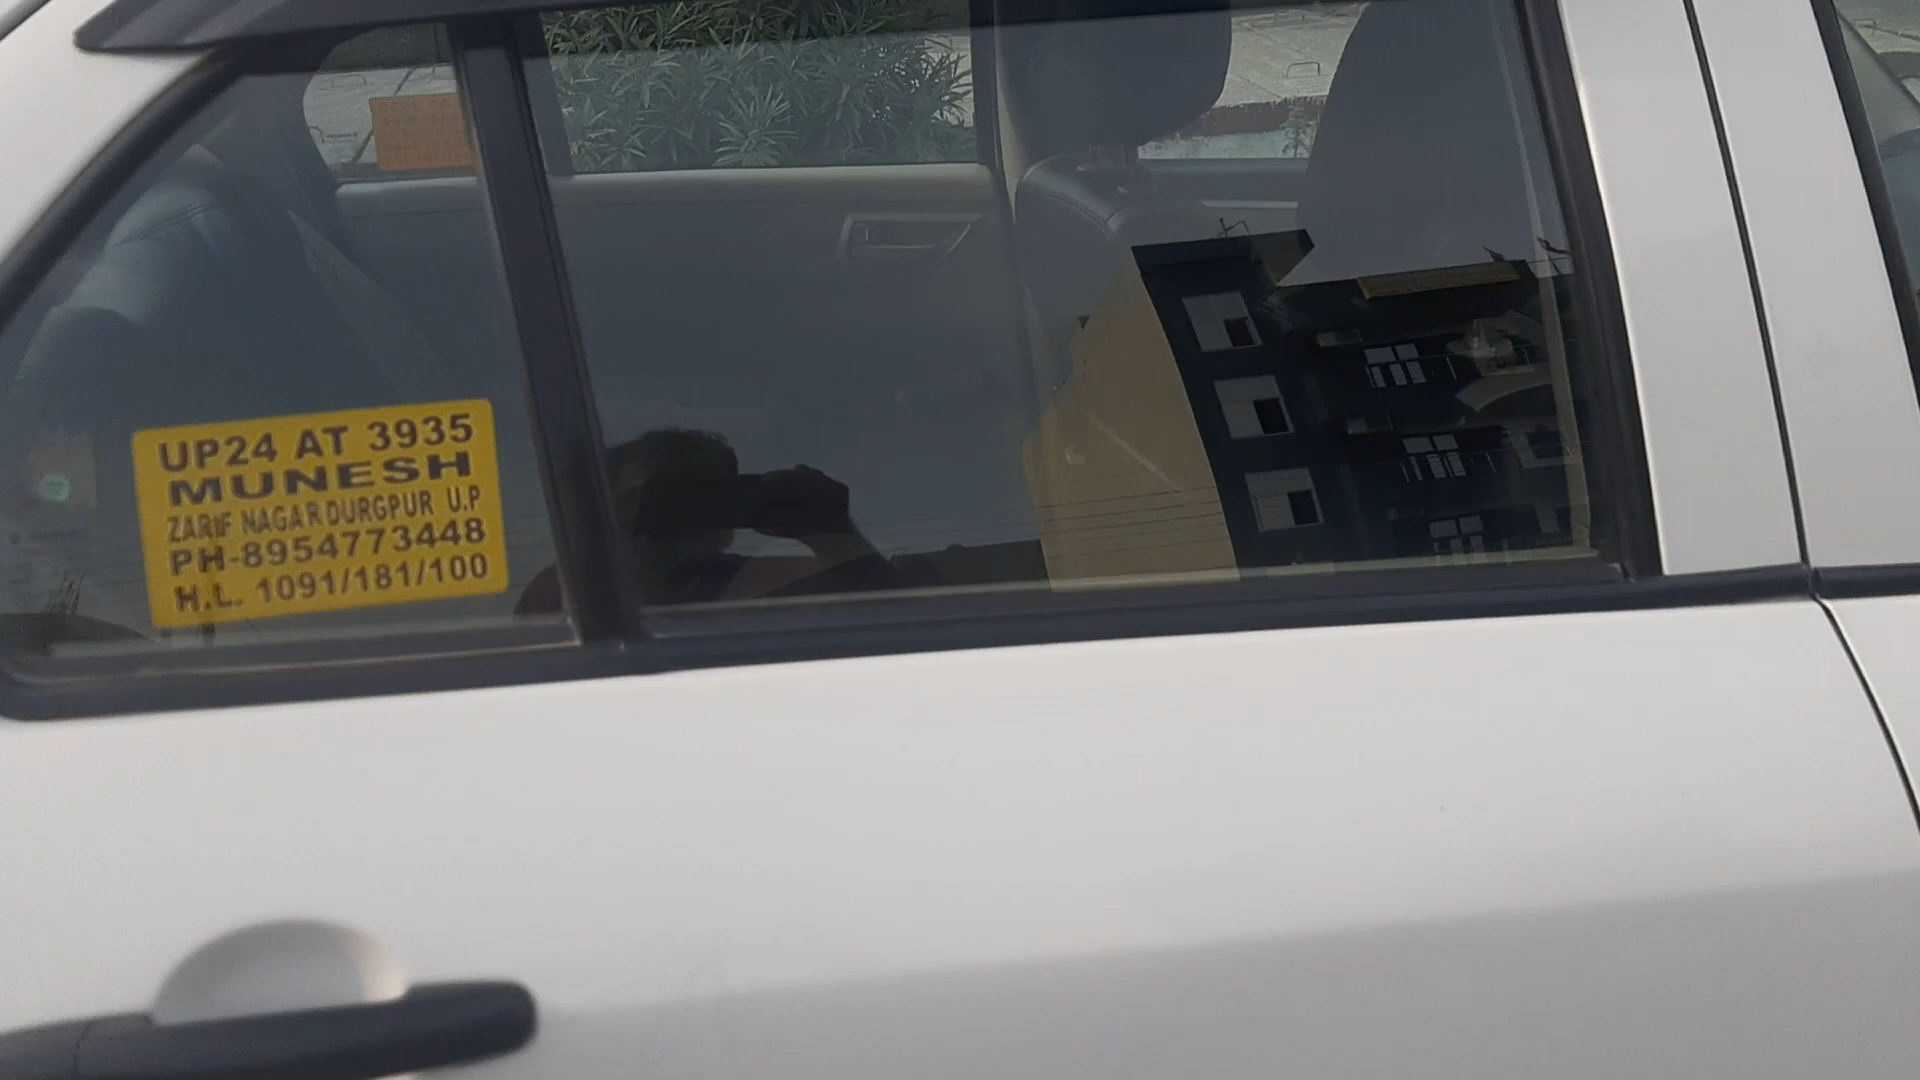 UP24 AT 3935
MUNESH
ZARIF NAGAR DURGPUR U.P
PH-8954773448
H.L. 1091/181/100